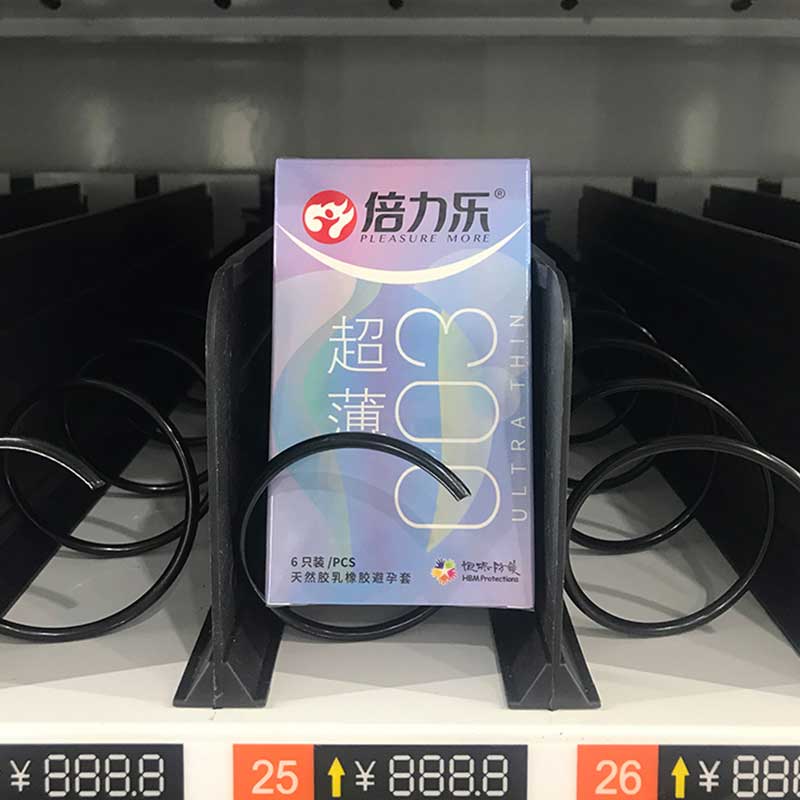 倍力乐®
PLEASURE MORE
超薄
003
ULTRA THIN
6只装/PCS
天然胶乳橡胶避孕套
HBM Protections
¥888.8
25 ↑¥888.8
26 ↑¥888